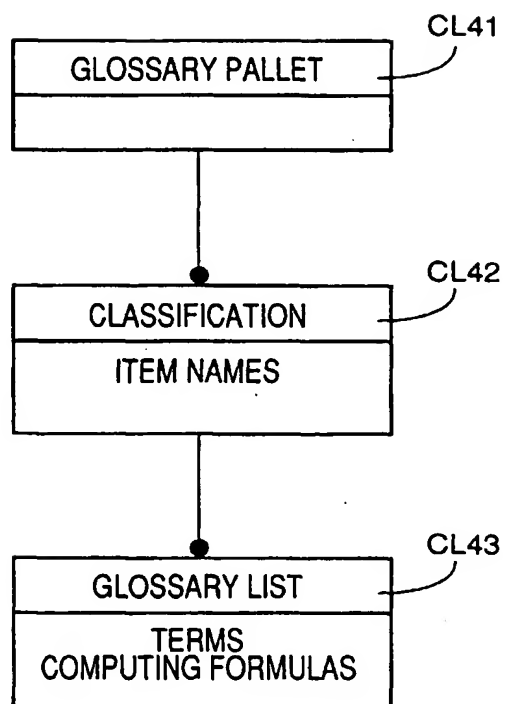 CL41
GLOSSARY PALLET
CL42
CLASSIFICATION
ITEM NAMES
CL43
GLOSSARY LIST
TERMS
COMPUTING FORMULAS